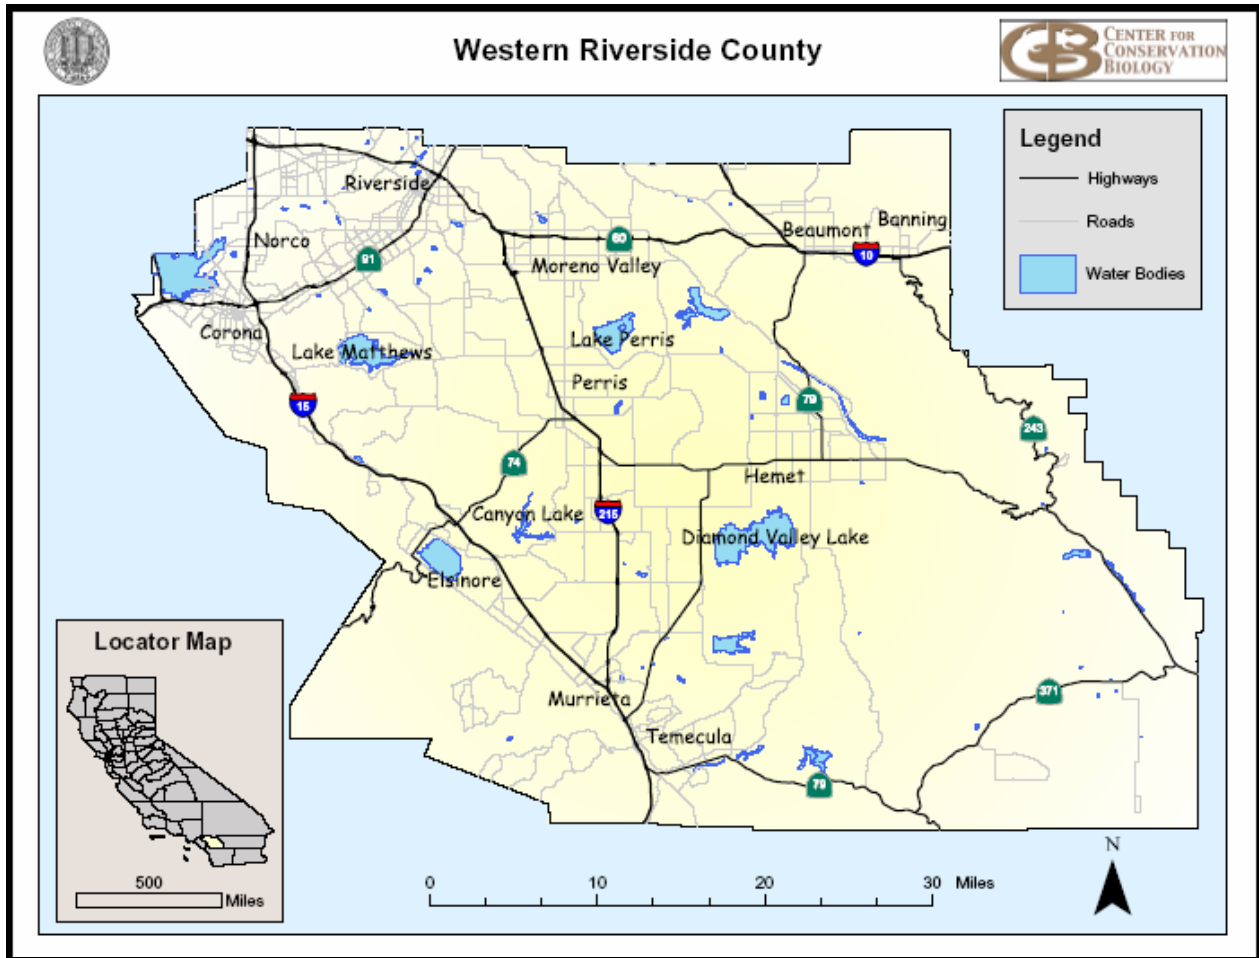 Western Riverside County
CENTER FOR
CONSERVATION
BIOLOGY
Legend
Highways
Roads
Water Bodies
Riverside
Norco
91
60
Moreno Valley
Beaumont
Banning
10
Corona
Lake Matthews
Lake Perris
Perris
15
79
243
74
Hemet
Canyon Lake
215
Diamond Valley Lake
Elsinore
Murrieta
371
Temecula
79
Locator Map
500
Miles
0 10 20 30 Miles
N